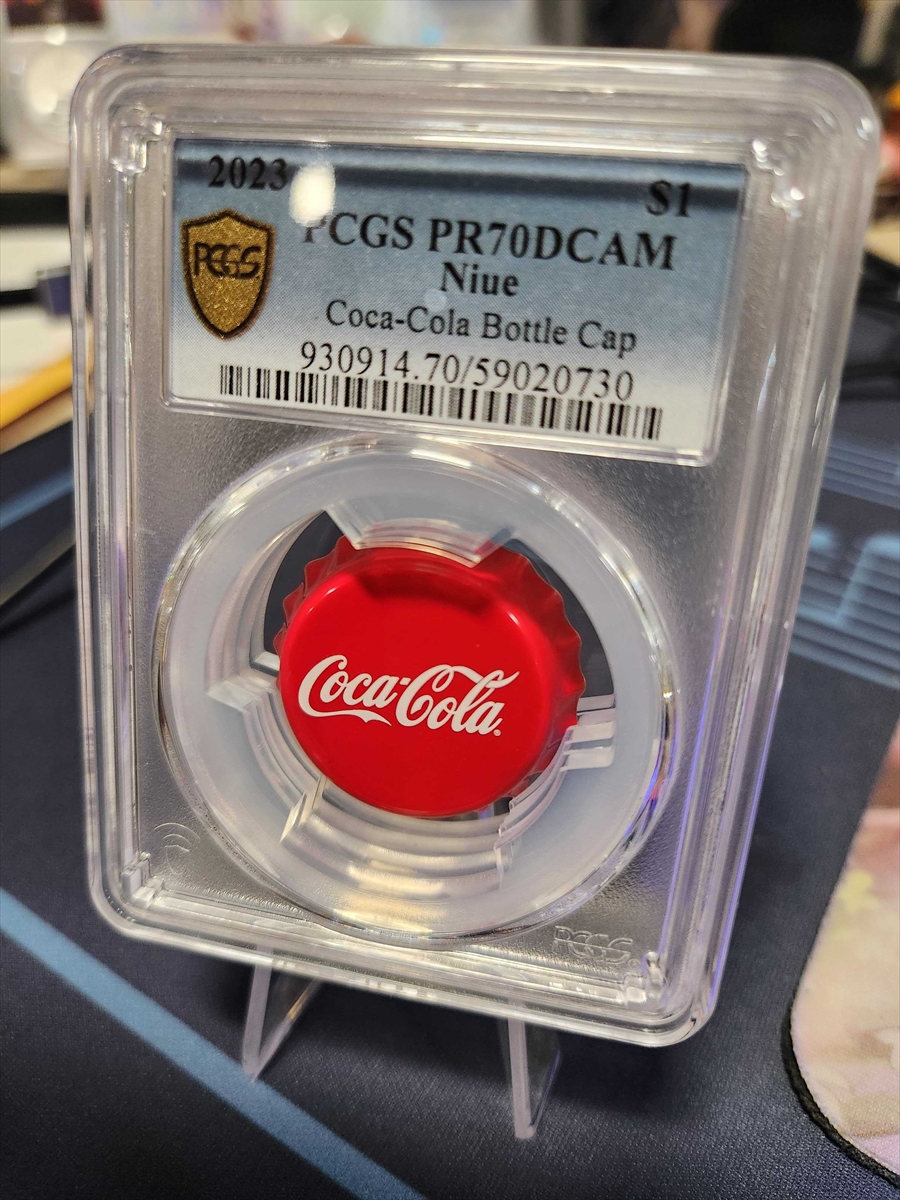 2023 $1
PCGS PCGS PR70DCAM
Niue
Coca-Cola Bottle Cap
930914.70/59020730
Coca-Cola
PCGS